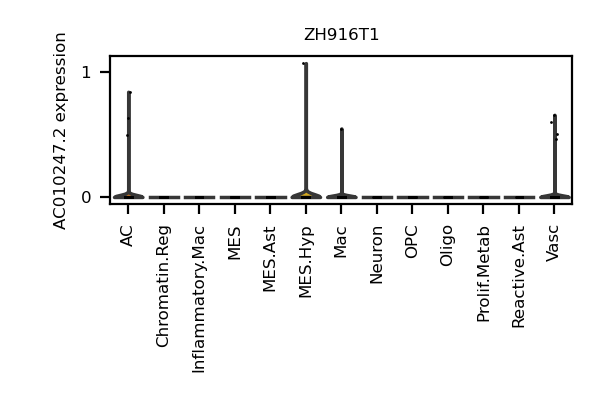 ZH916T1
AC010247.2 expression
1
0
AC
Chromatin.Reg
Inflammatory.Mac
MES
MES.Ast
MES.Hyp
Mac
Neuron
OPC
Oligo
Prolif.Metab
Reactive.Ast
Vasc